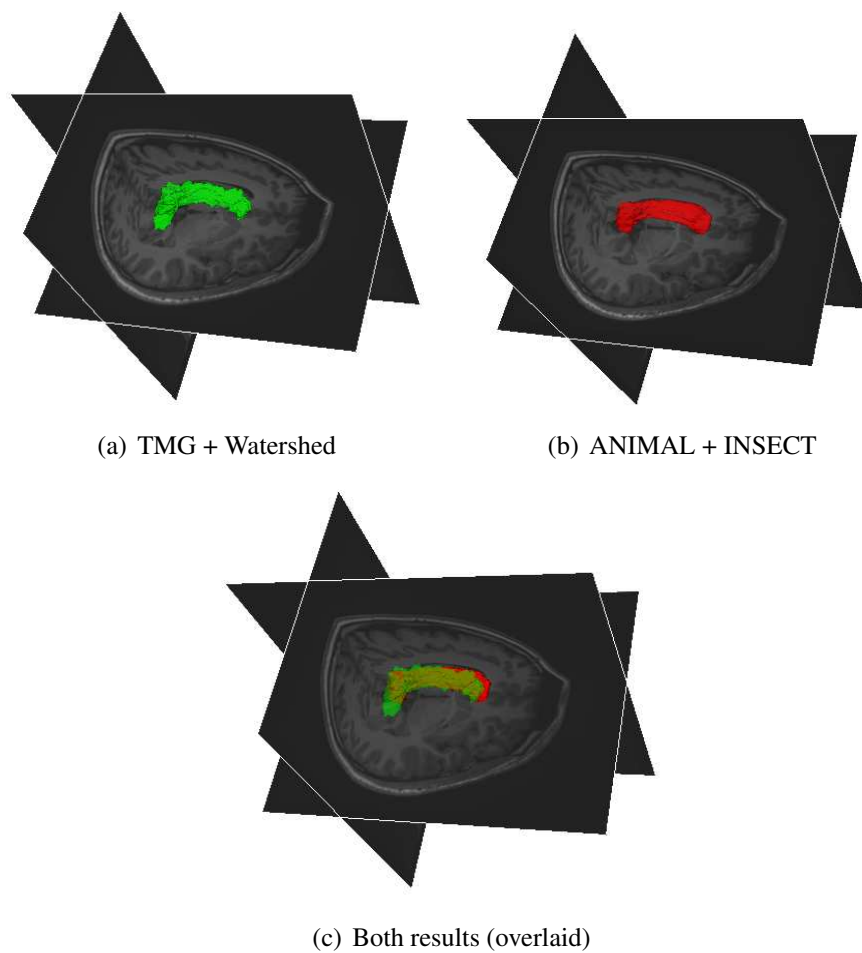 (a) TMG + Watershed
(b) ANIMAL + INSECT
(c) Both results (overlaid)